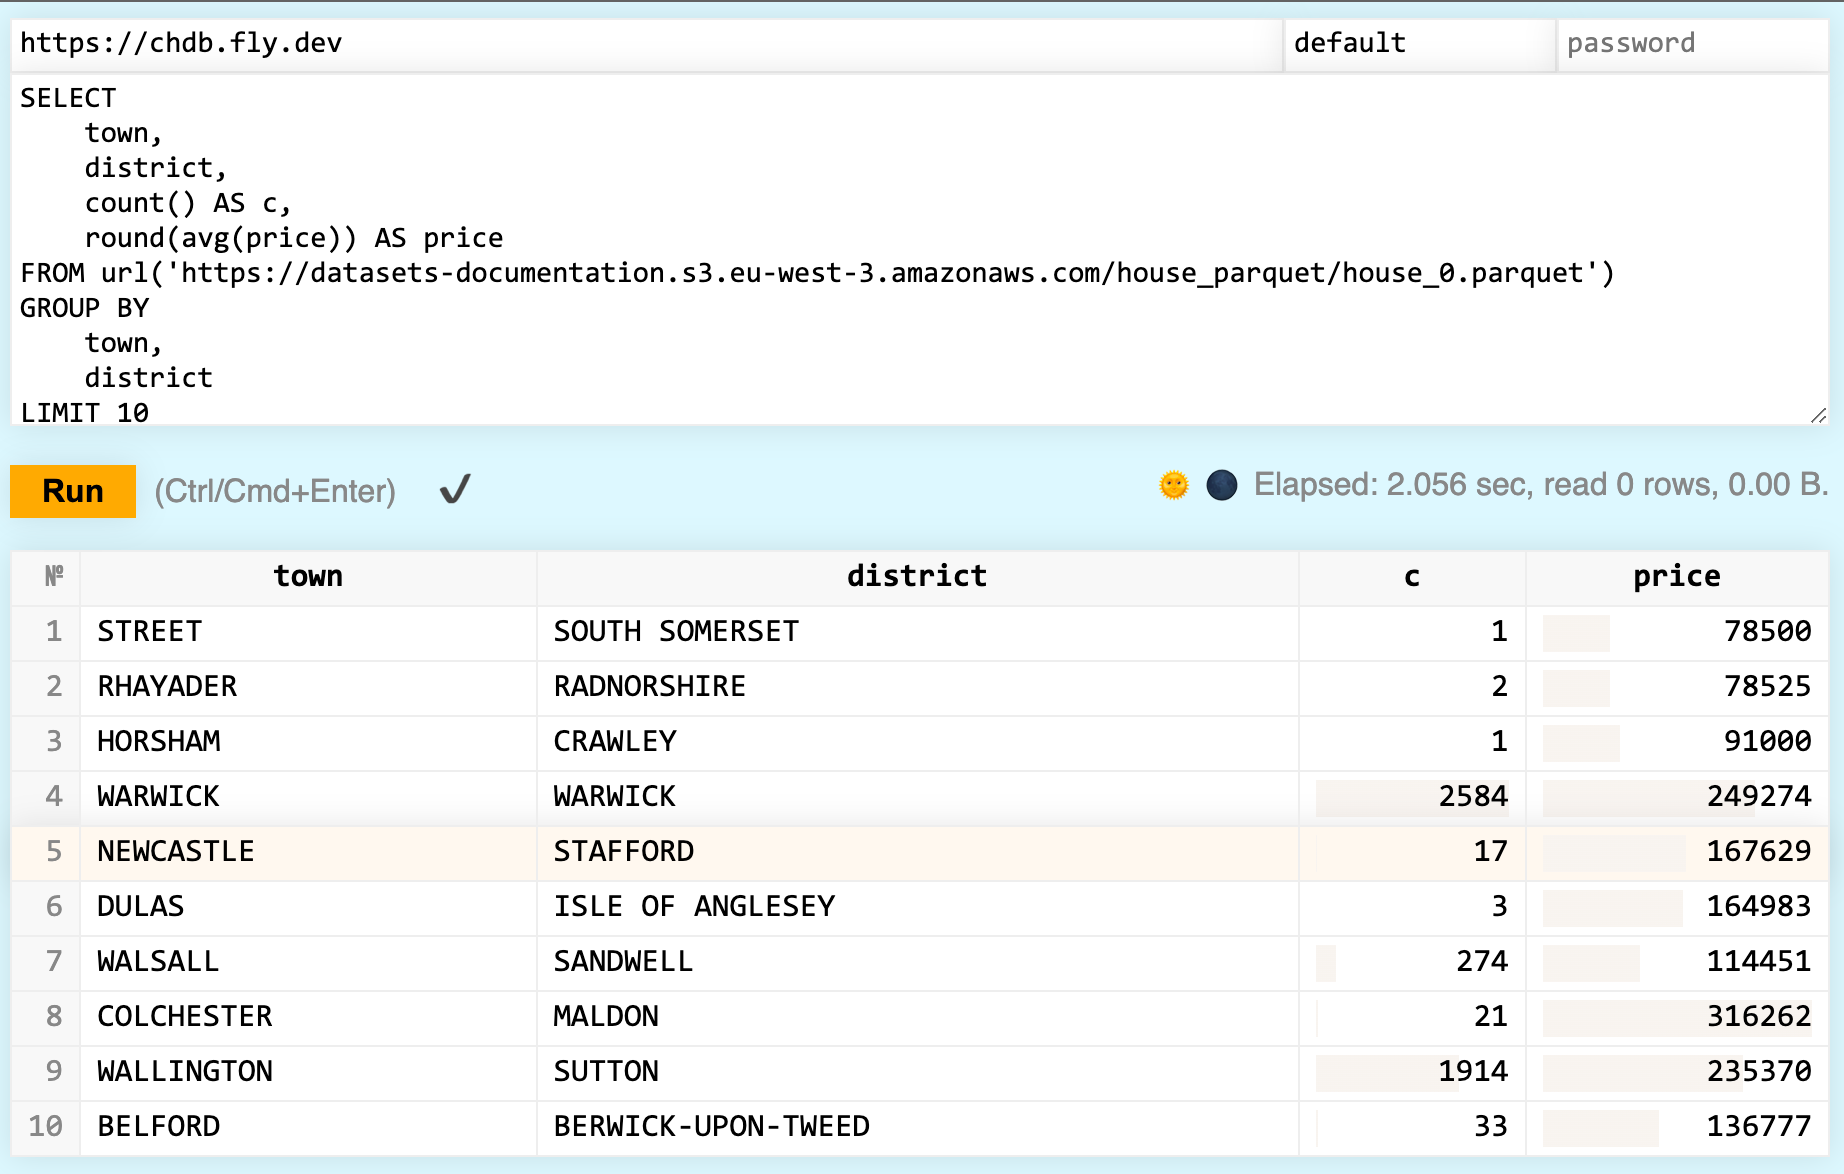 https://chdb.fly.dev default password
SELECT
    town,
    district,
    count() AS c,
    round(avg(price)) AS price
FROM url('https://datasets-documentation.s3.eu-west-3.amazonaws.com/house_parquet/house_0.parquet')
GROUP BY
    town,
    district
LIMIT 10
Run (Ctrl/Cmd+Enter) ✔ 🌞 🌑 Elapsed: 2.056 sec, read 0 rows, 0.00 B.
№ town district c price
1 STREET SOUTH SOMERSET 1 78500
2 RHAYADER RADNORSHIRE 2 78525
3 HORSHAM CRAWLEY 1 91000
4 WARWICK WARWICK 2584 249274
5 NEWCASTLE STAFFORD 17 167629
6 DULAS ISLE OF ANGLESEY 3 164983
7 WALSALL SANDWELL 274 114451
8 COLCHESTER MALDON 21 316262
9 WALLINGTON SUTTON 1914 235370
10 BELFORD BERWICK-UPON-TWEED 33 136777